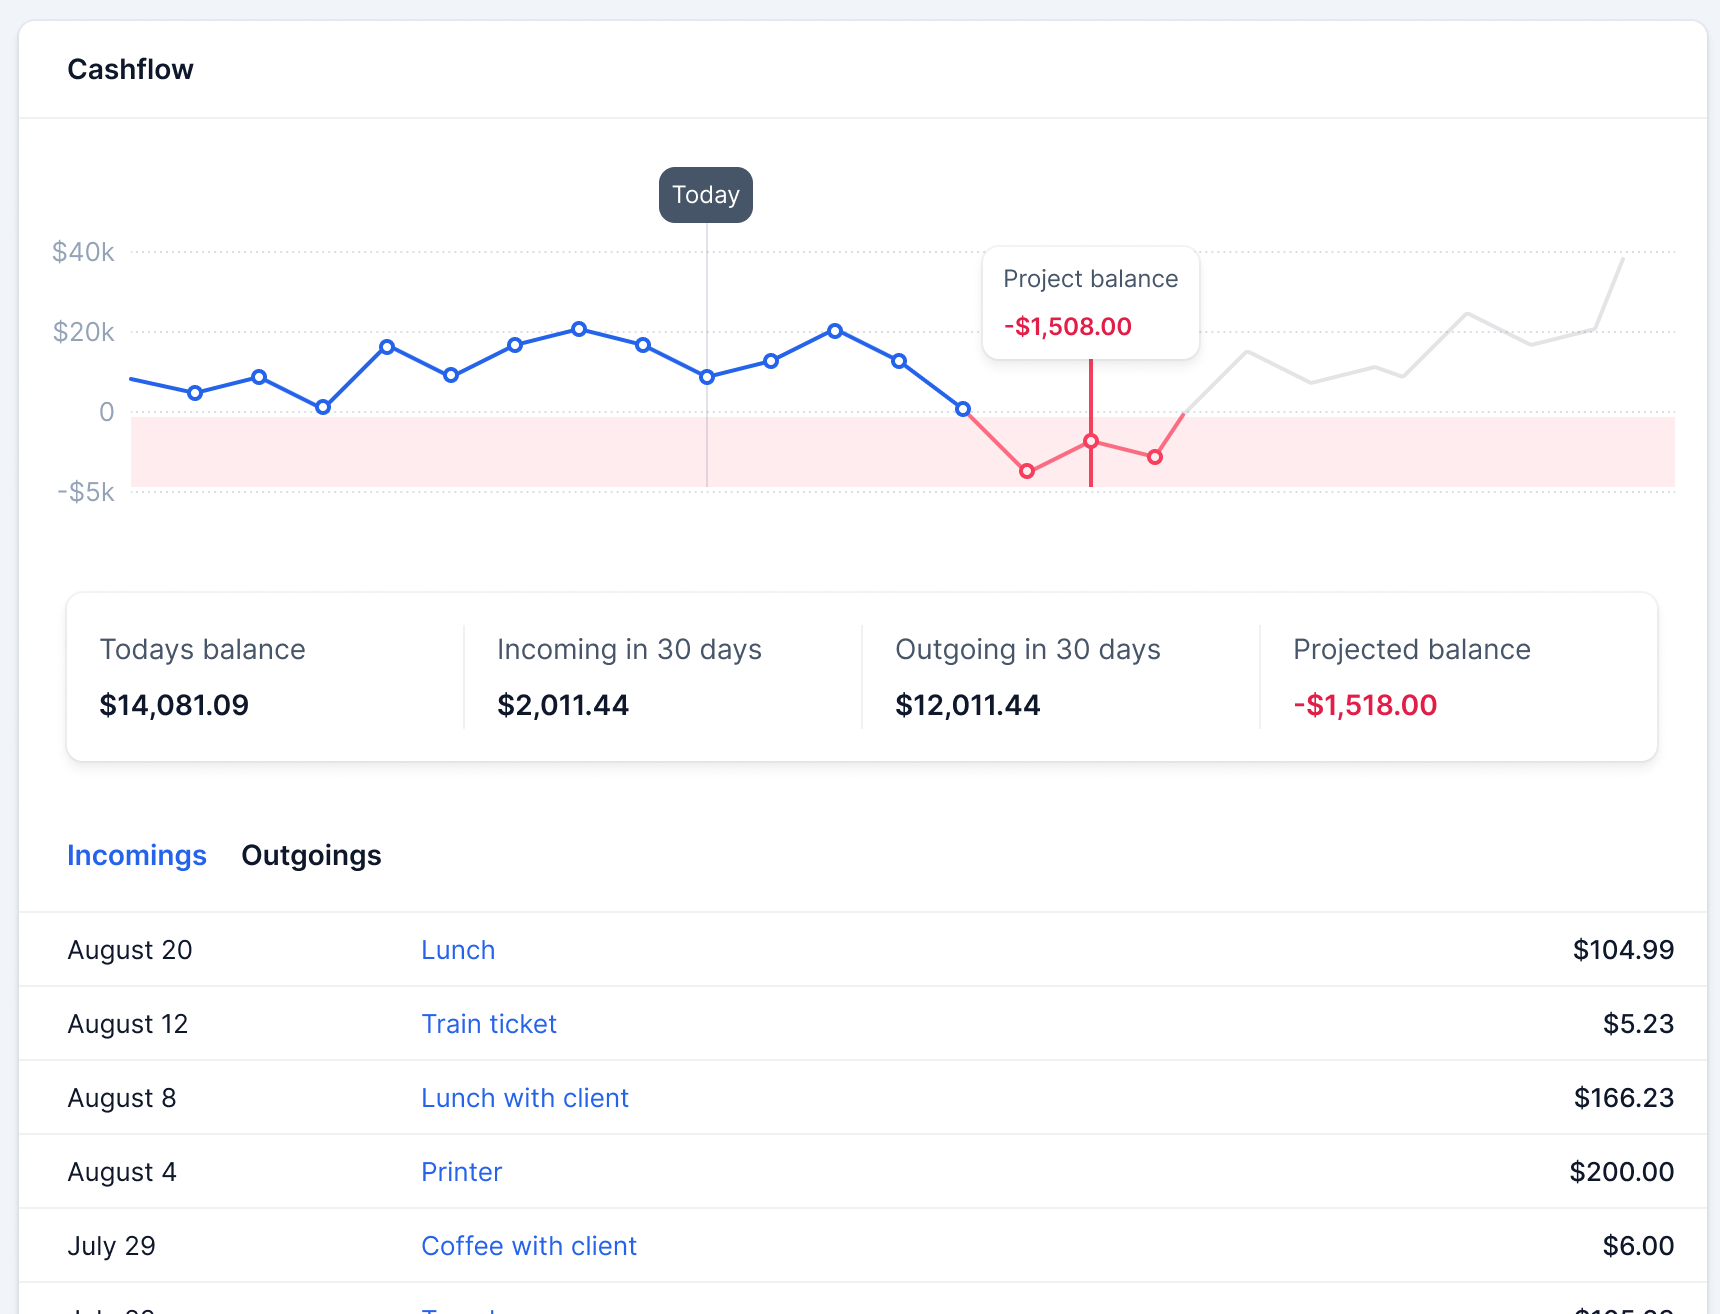 Cashflow
Today
$40k
Project balance
-$1,508.00
$20k
0
-$5k
Todays balance
Incoming in 30 days
Outgoing in 30 days
Projected balance
$14,081.09
$2,011.44
$12,011.44
-$1,518.00
Incomings Outgoings
August 20 Lunch $104.99
August 12 Train ticket $5.23
August 8 Lunch with client $166.23
August 4 Printer $200.00
July 29 Coffee with client $6.00